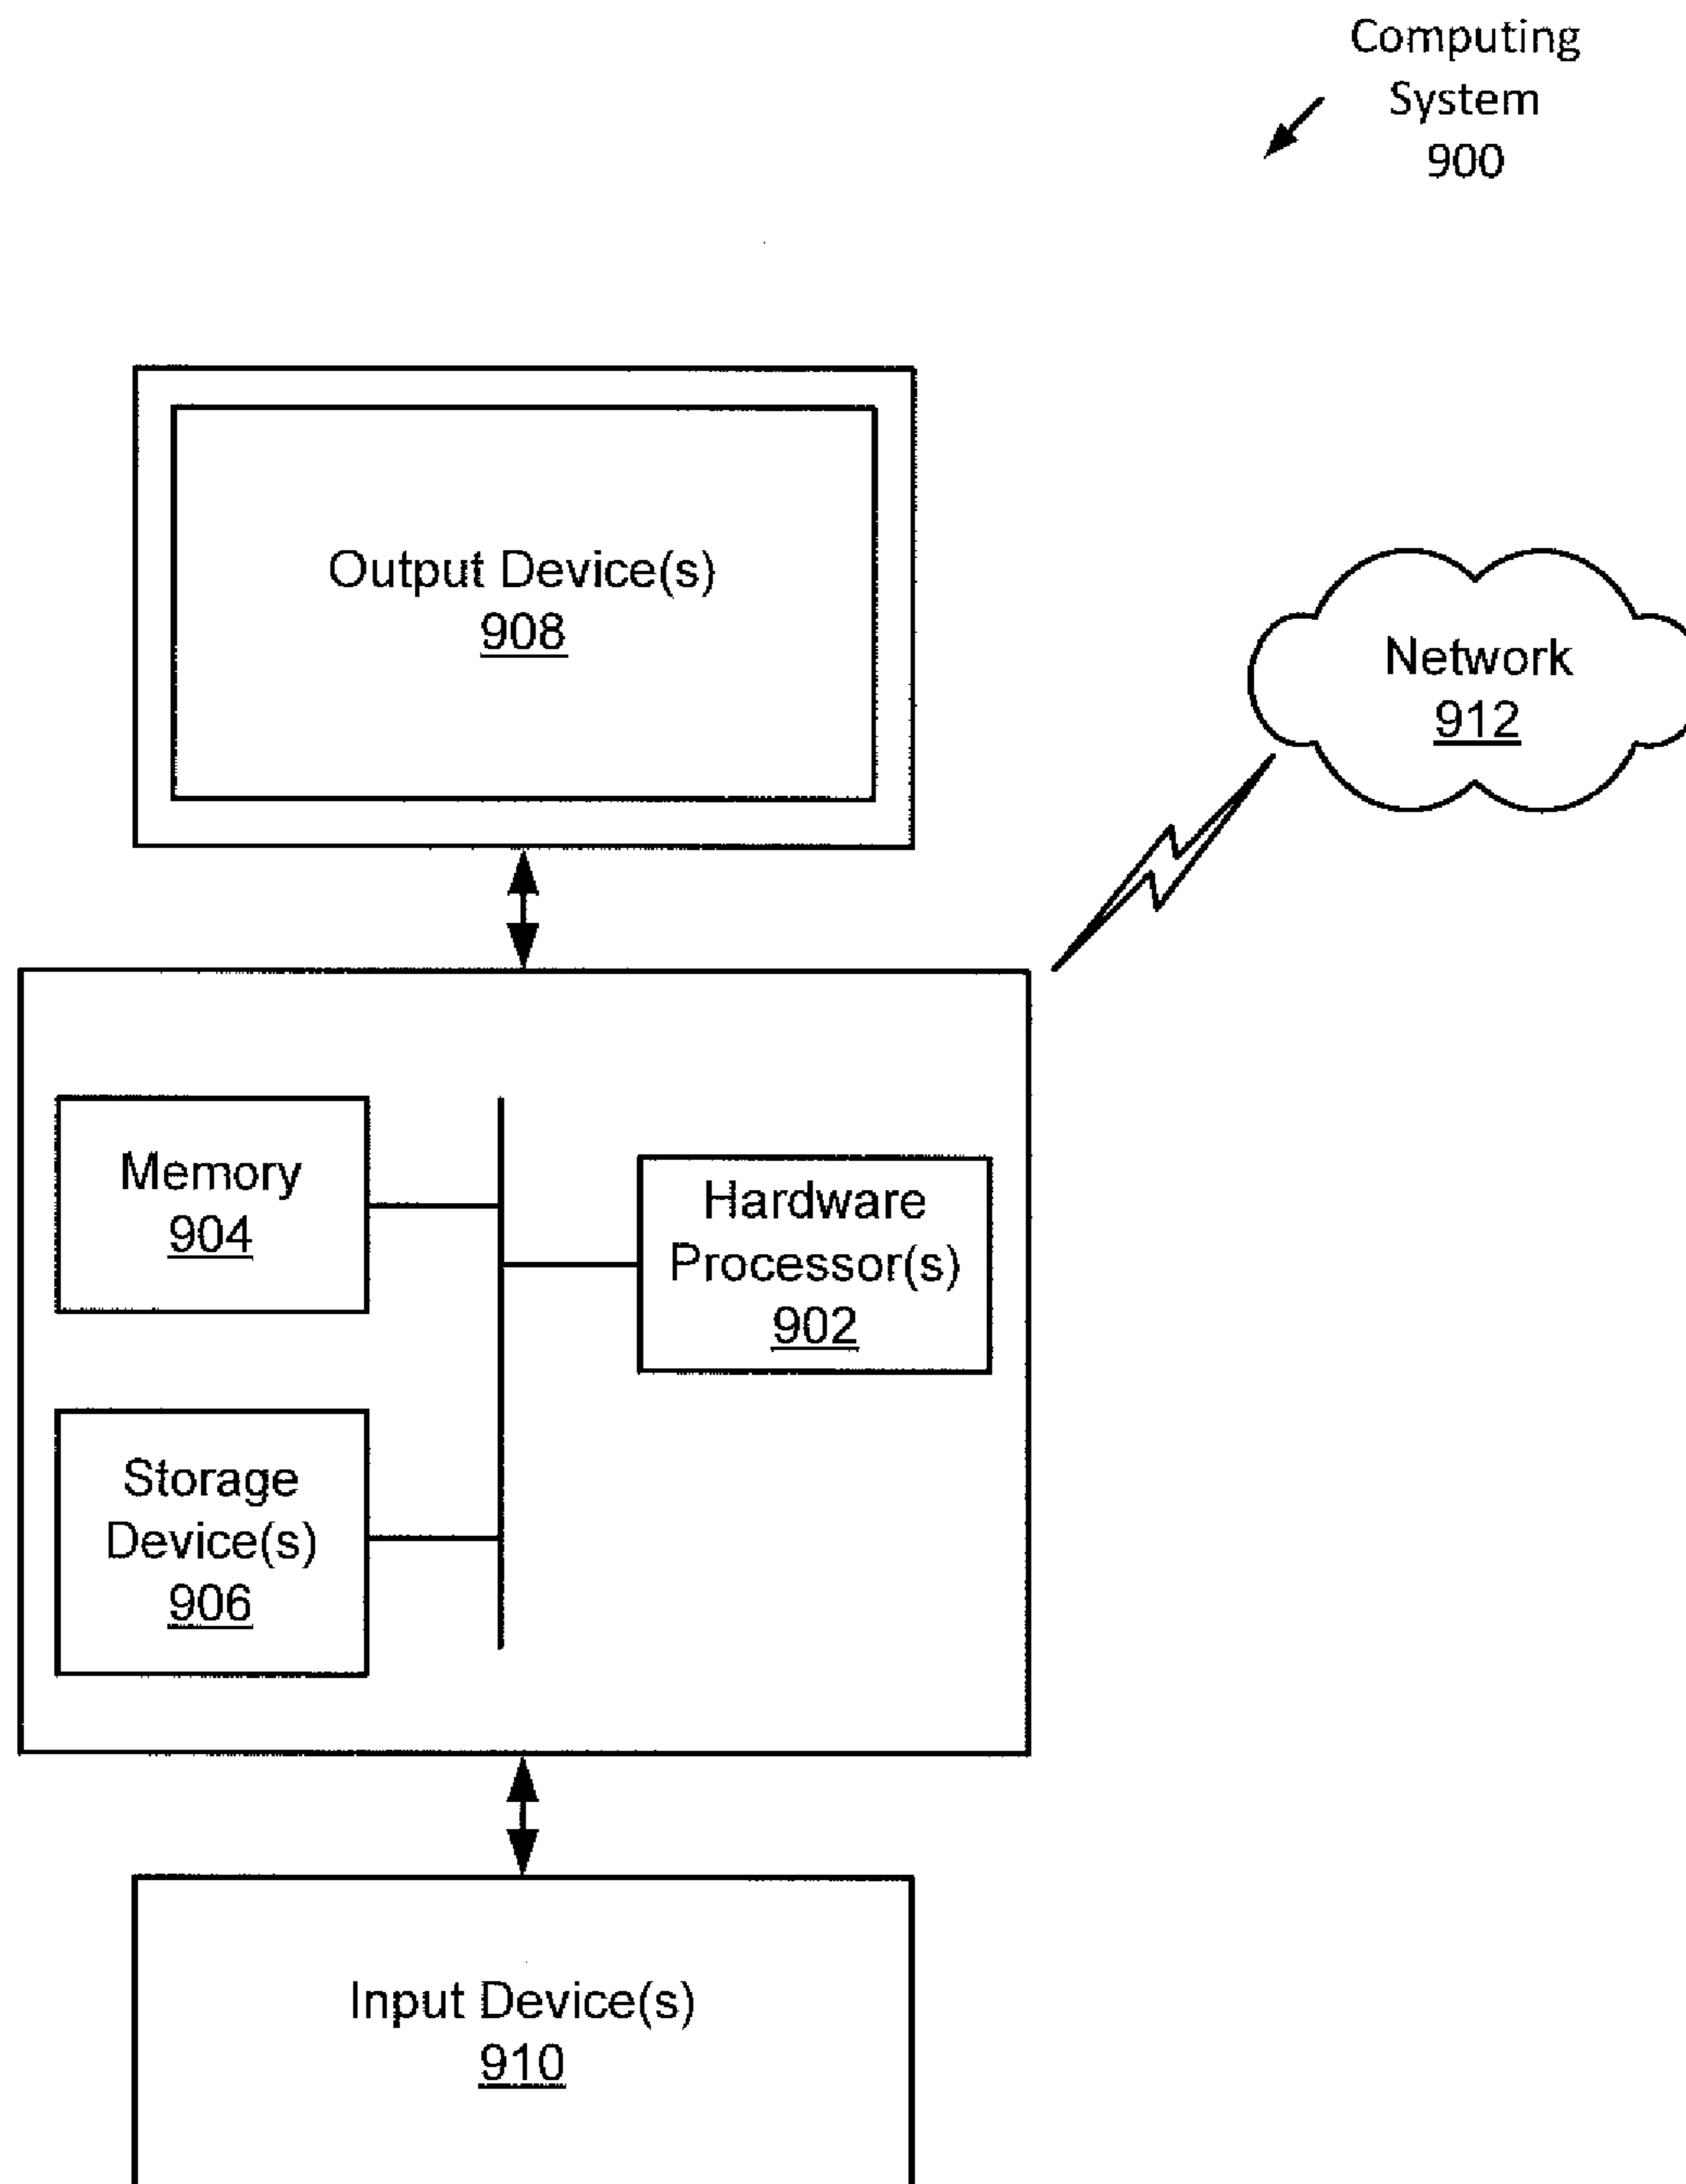 Computing
System
900
Output Device(s)
908
Network
912
Memory
904
Hardware
Processor(s)
902
Storage
Device(s)
906
Input Device(s)
910